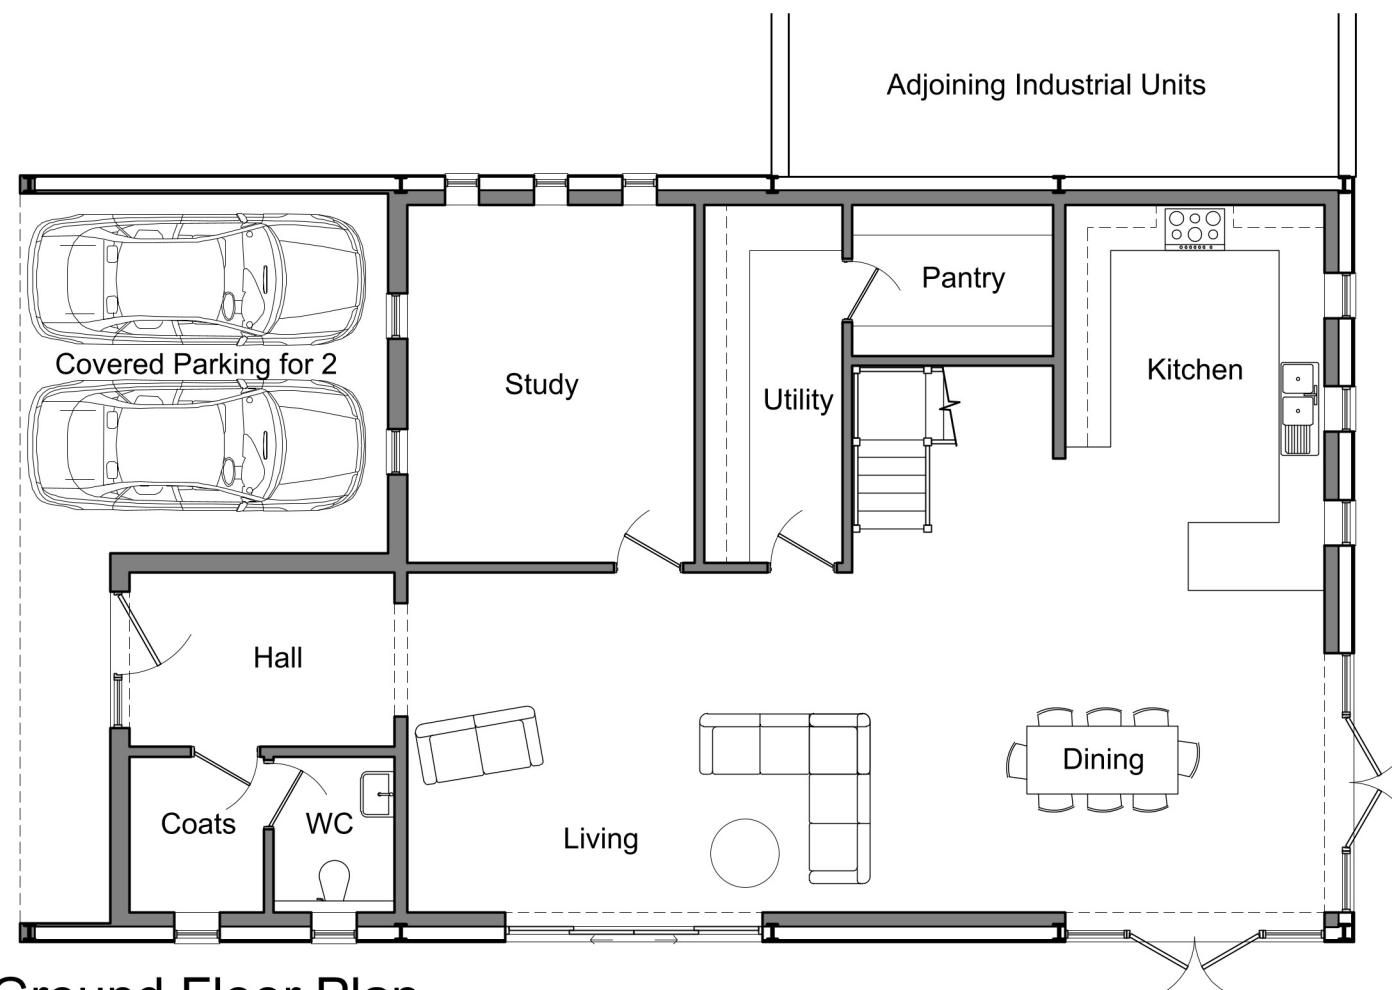 Adjoining Industrial Units
Pantry
Covered Parking for 2
Kitchen
Study
Utility
Hall
Dining
Coats
WC
Living
Ground Floor Plan